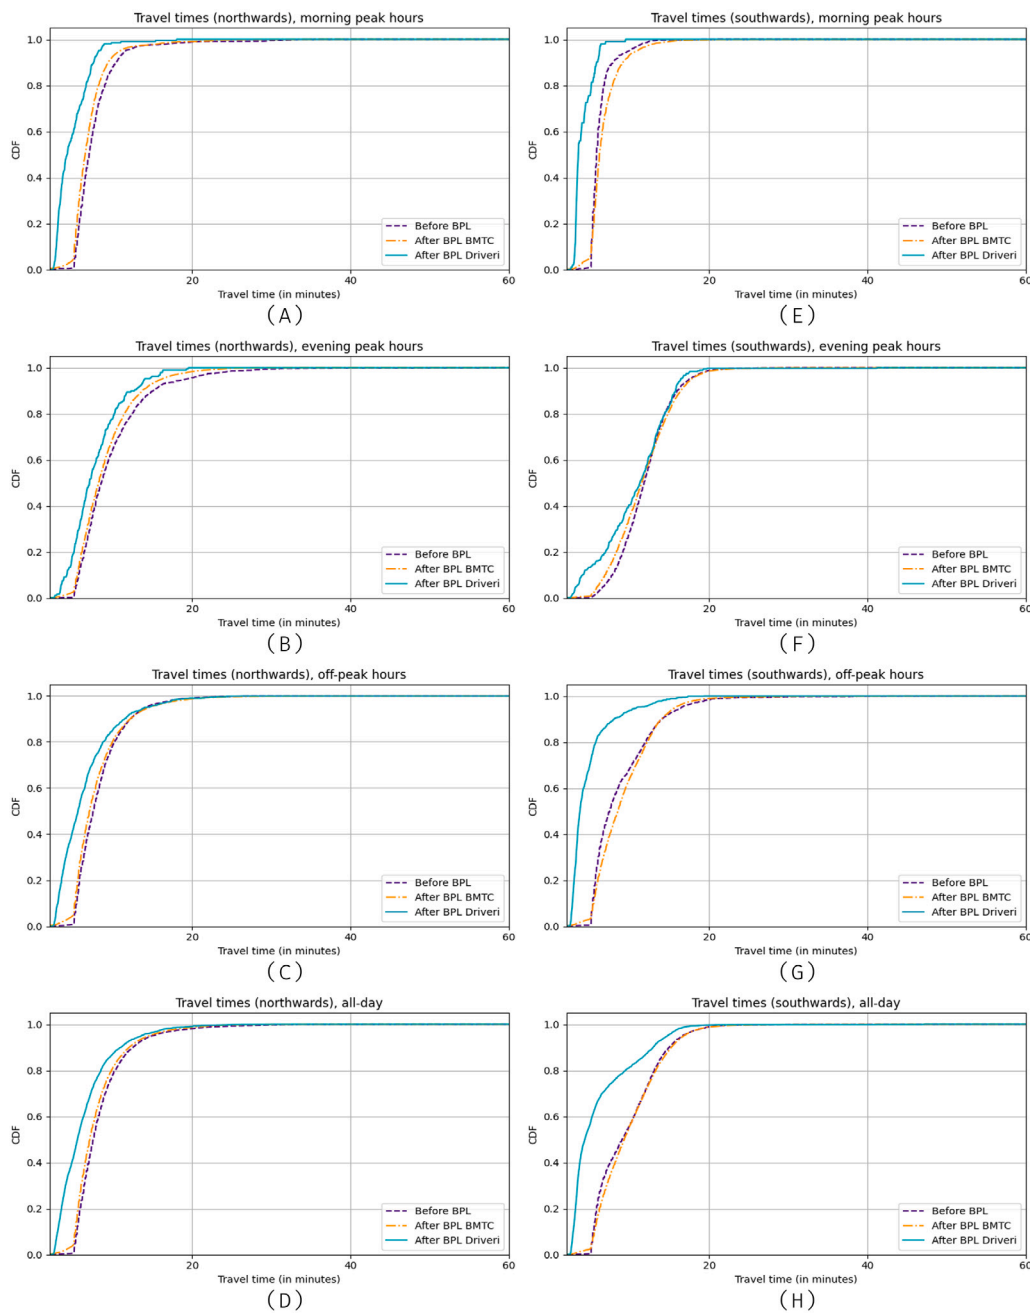 Travel times (northwards), morning peak hours
1.0
0.8
0.6
0.4
0.2
0.0
CDF
Before BPL
After BPL BMTC
After BPL Driveri
20
40
60
Travel time (in minutes)
(A)
Travel times (southwards), morning peak hours
1.0
0.8
0.6
0.4
0.2
0.0
CDF
Before BPL
After BPL BMTC
After BPL Driveri
20
40
60
Travel time (in minutes)
(E)
Travel times (northwards), evening peak hours
1.0
0.8
0.6
0.4
0.2
0.0
CDF
Before BPL
After BPL BMTC
After BPL Driveri
20
40
60
Travel time (in minutes)
(B)
Travel times (southwards), evening peak hours
1.0
0.8
0.6
0.4
0.2
0.0
CDF
Before BPL
After BPL BMTC
After BPL Driveri
20
40
60
Travel time (in minutes)
(F)
Travel times (northwards), off-peak hours
1.0
0.8
0.6
0.4
0.2
0.0
CDF
Before BPL
After BPL BMTC
After BPL Driveri
20
40
60
Travel time (in minutes)
(C)
Travel times (southwards), off-peak hours
1.0
0.8
0.6
0.4
0.2
0.0
CDF
Before BPL
After BPL BMTC
After BPL Driveri
20
40
60
Travel time (in minutes)
(G)
Travel times (northwards), all-day
1.0
0.8
0.6
0.4
0.2
0.0
CDF
Before BPL
After BPL BMTC
After BPL Driveri
20
40
60
Travel time (in minutes)
(D)
Travel times (southwards), all-day
1.0
0.8
0.6
0.4
0.2
0.0
CDF
Before BPL
After BPL BMTC
After BPL Driveri
20
40
60
Travel time (in minutes)
(H)